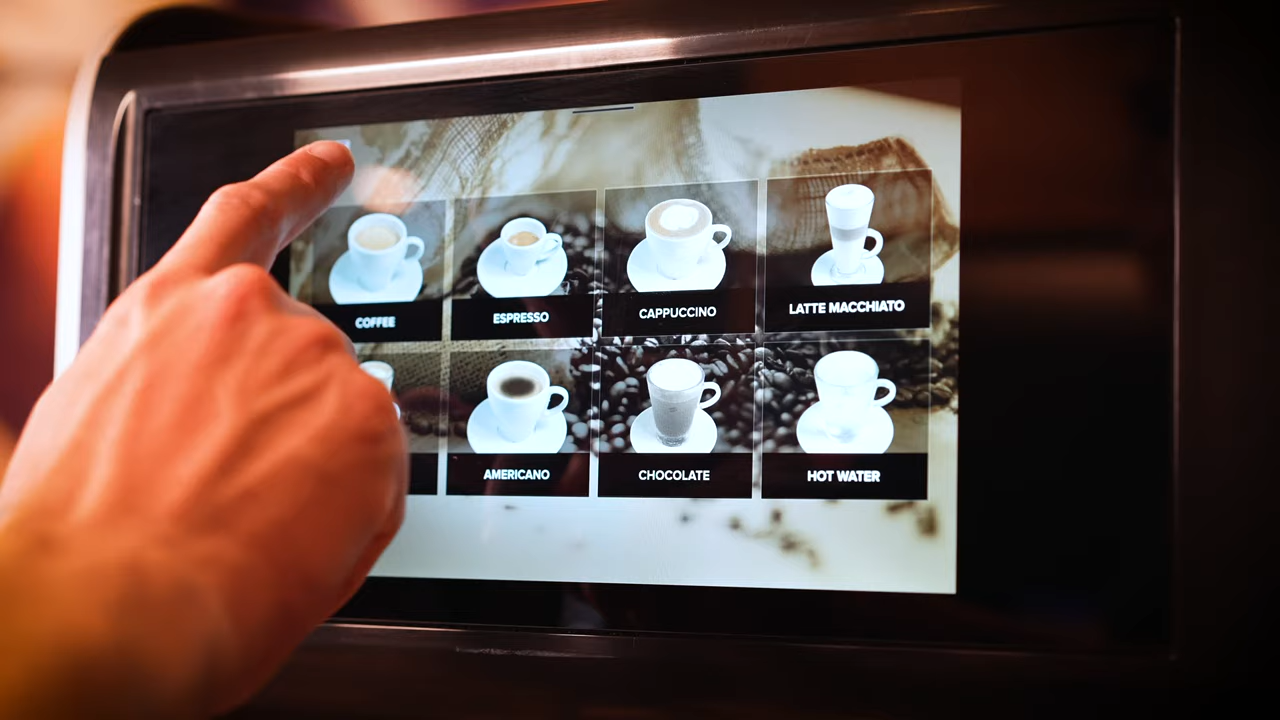 COFFEE
ESPRESSO
CAPPUCCINO
LATTE MACCHIATO
AMERICANO
CHOCOLATE
HOT WATER